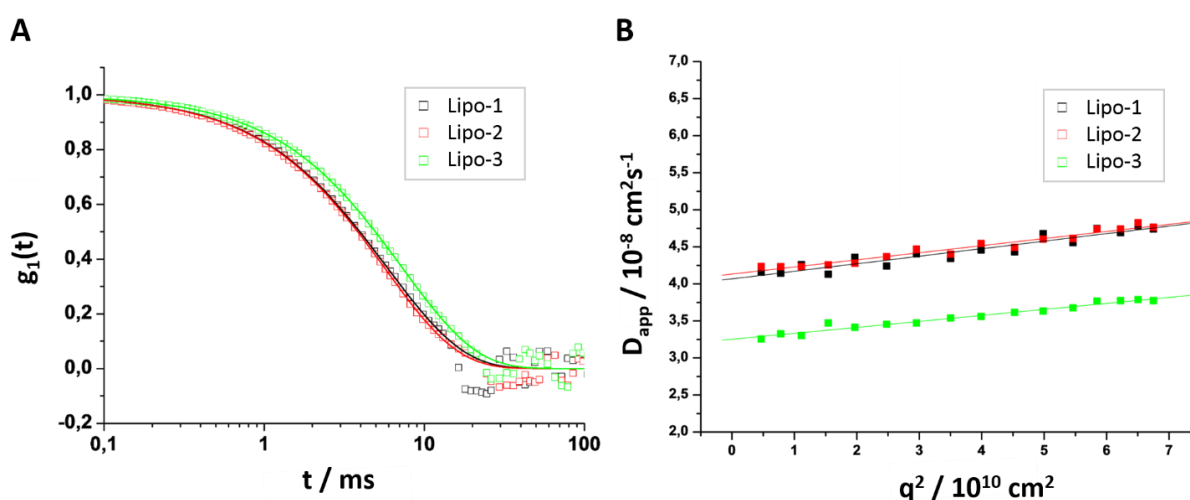 A
g₁(t)
1,0
0,8
0,6
0,4
0,2
0,0
-0,2
0,1
1
10
100
t / ms
Lipo-1
Lipo-2
Lipo-3
B
Dapp / 10⁻⁸ cm²s⁻¹
7,0
6,5
6,0
5,5
5,0
4,5
4,0
3,5
3,0
2,5
2,0
0
1
2
3
4
5
6
7
q² / 10¹⁰ cm²
Lipo-1
Lipo-2
Lipo-3